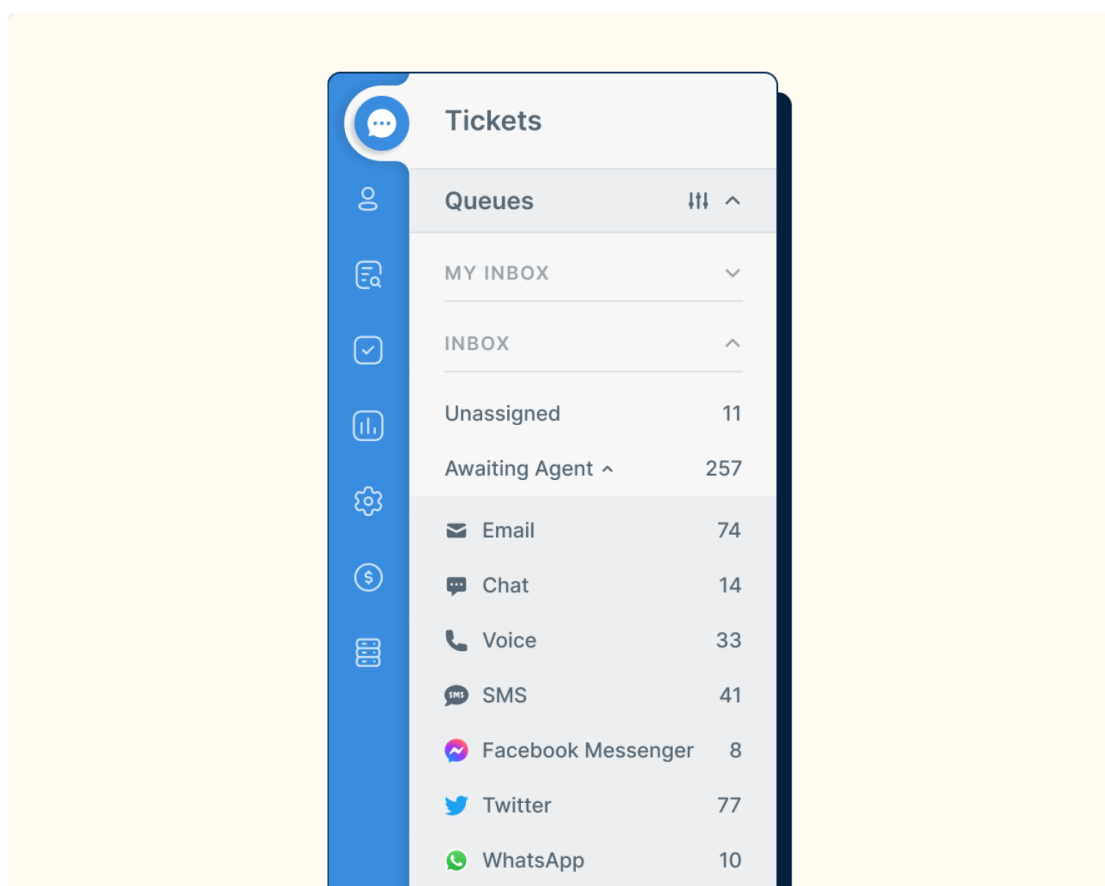 Tickets
Queues
MY INBOX
INBOX
Unassigned 11
Awaiting Agent 257
Email 74
Chat 14
Voice 33
SMS SMS 41
Facebook Messenger 8
Twitter 77
WhatsApp 10